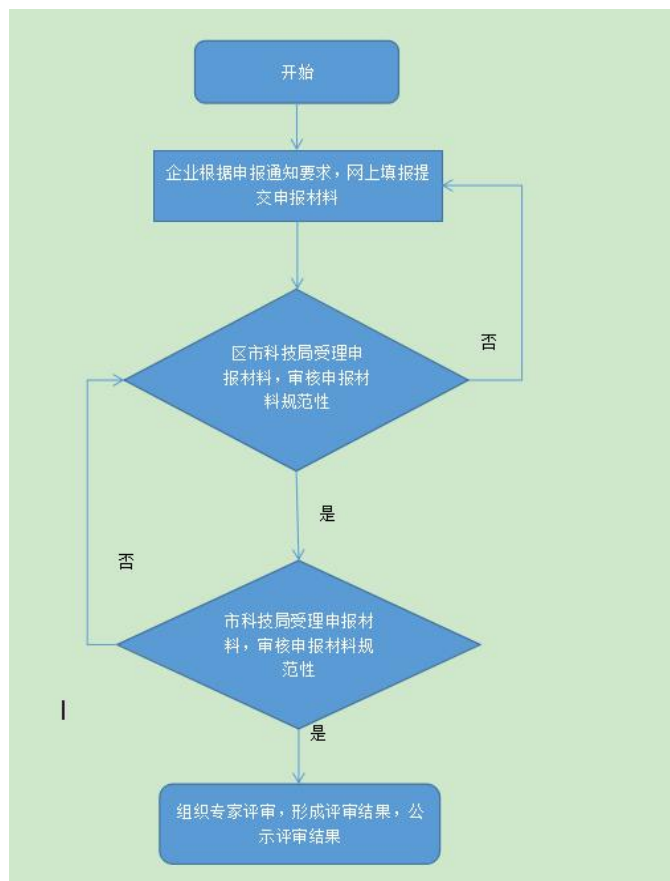 开始
企业根据申报通知要求，网上填报提
交申报材料
否
区市科技局受理申
报材料，审核申报材
料规范性
是
否
市科技局受理申报材
料，审核申报材料规
范性
是
组织专家评审，形成评审结果，公
示评审结果